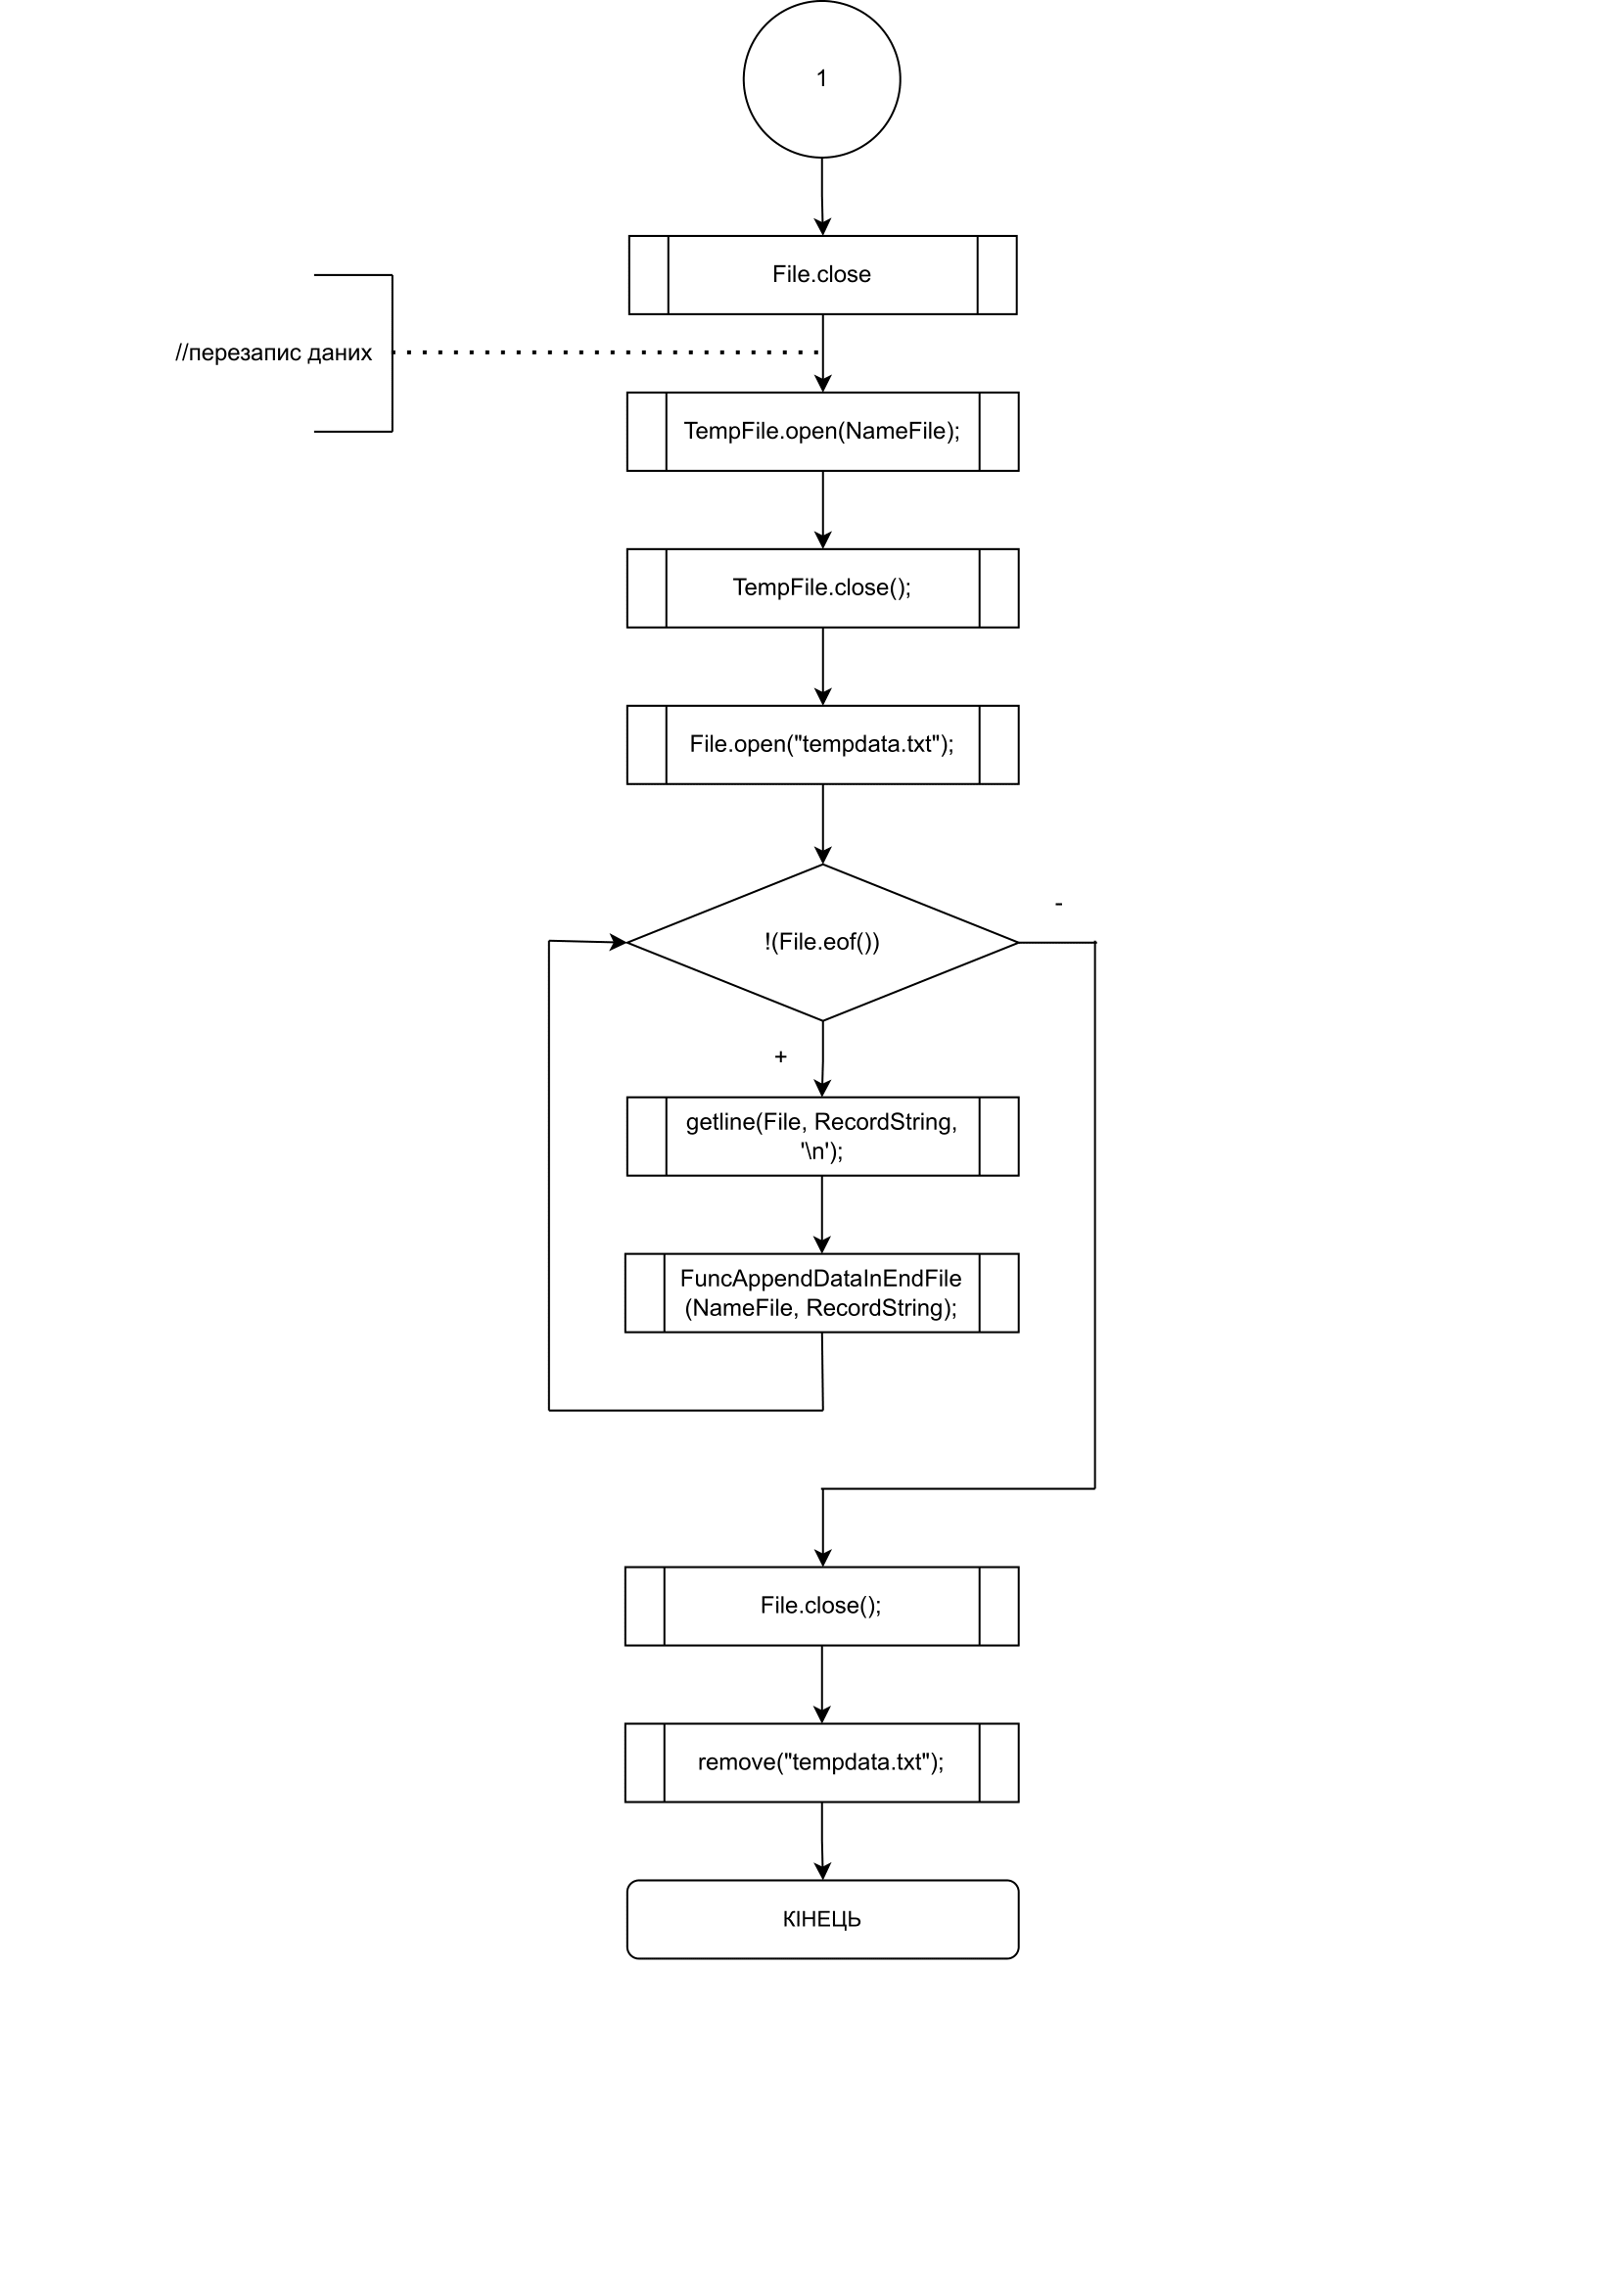 1
File.close
//перезапис даних
TempFile.open(NameFile);
TempFile.close();
File.open("tempdata.txt");
-
!(File.eof())
+
getline(File, RecordString,
'\n');
FuncAppendDataInEndFile
(NameFile, RecordString);
File.close();
remove("tempdata.txt");
КІНЕЦЬ